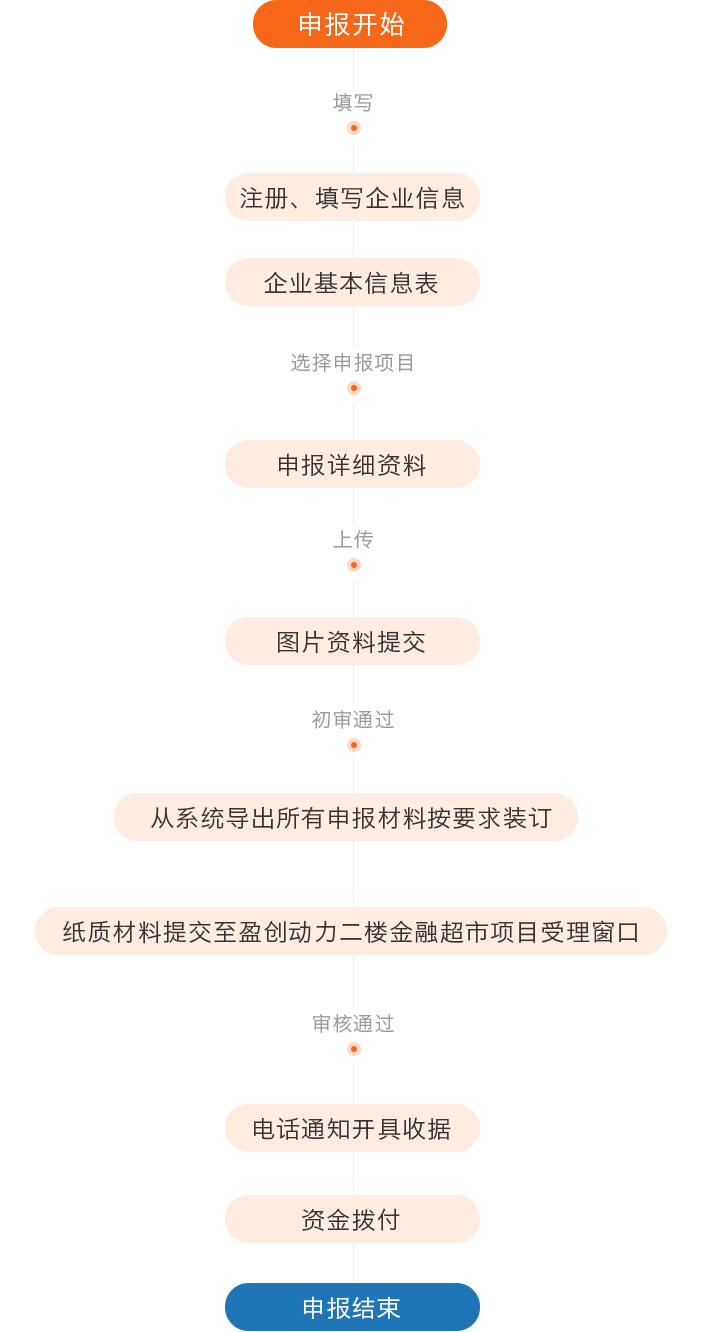 申报开始
填写
注册、填写企业信息
企业基本信息表
选择申报项目
申报详细资料
上传
图片资料提交
初审通过
从系统导出所有申报材料按要求装订
纸质材料提交至盈创动力二楼金融超市项目受理窗口
审核通过
电话通知开具收据
资金拨付
申报结束